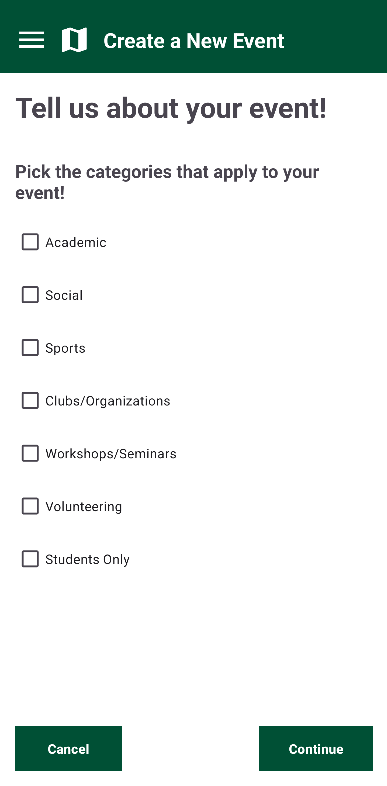 Create a New Event
Tell us about your event!
Pick the categories that apply to your
event!
Academic
Social
Sports
Clubs/Organizations
Workshops/Seminars
Volunteering
Students Only
Cancel
Continue